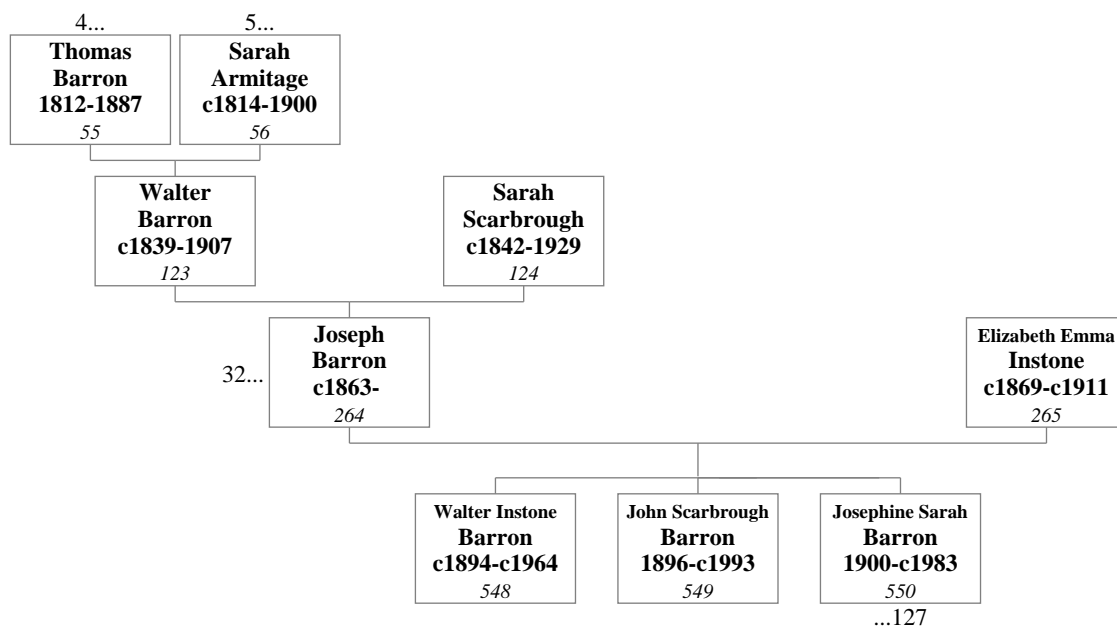 4...
5...
Thomas
Barron
1812-1887
55
Sarah
Armitage
c1814-1900
56
Walter
Barron
c1839-1907
123
Sarah
Scarbrough
c1842-1929
124
32...
Joseph
Barron
c1863-
264
Elizabeth Emma
Instone
c1869-c1911
265
Walter Instone
Barron
c1894-c1964
548
John Scarbrough
Barron
1896-c1993
549
Josephine Sarah
Barron
1900-c1983
550
...127